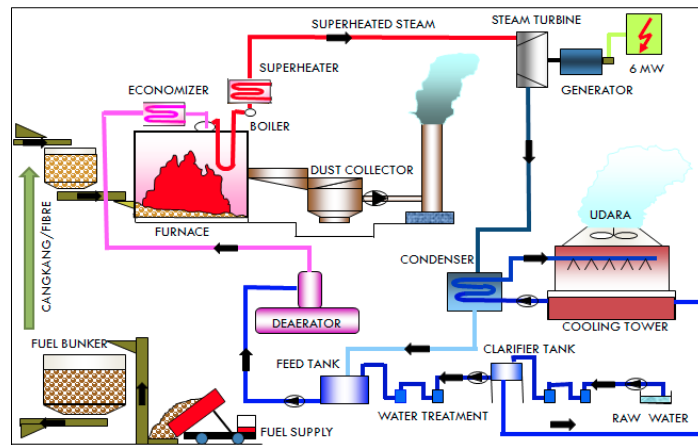 SUPERHEATED STEAM
STEAM TURBINE
6 MW
GENERATOR
SUPERHEATER
ECONOMIZER
BOILER
DUST COLLECTOR
FURNACE
CANGKANG/FIBRE
UDARA
CONDENSER
COOLING TOWER
DEAERATOR
FUEL BUNKER
FEED TANK
CLARIFIER TANK
WATER TREATMENT
RAW WATER
FUEL SUPPLY